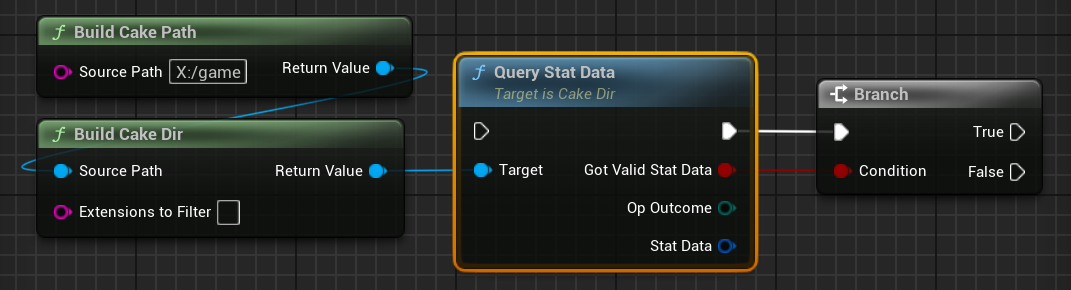 f Build Cake Path
Source Path X:/game Return Value
f Build Cake Dir
Source Path Return Value
Extensions to Filter
f Query Stat Data
Target is Cake Dir
Target Got Valid Stat Data
Op Outcome
Stat Data
Branch
True
Condition False